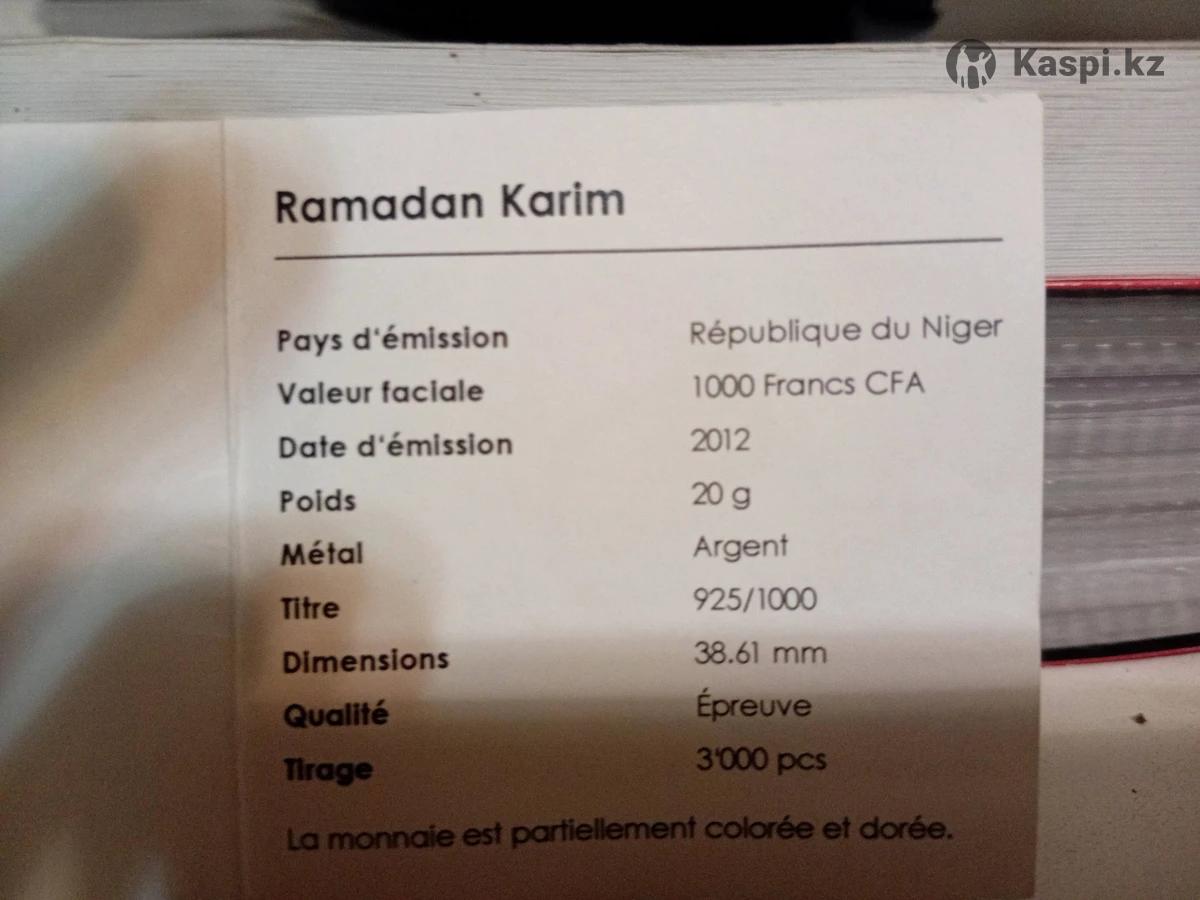 Kaspi.kz
Ramadan Karim
Pays d'émission République du Niger
Valeur faciale 1000 Francs CFA
Date d'émission 2012
Poids 20 g
Métal Argent
Titre 925/1000
Dimensions 38.61 mm
Qualité Épreuve
Tirage 3'000 pcs
La monnaie est partiellement colorée et dorée.